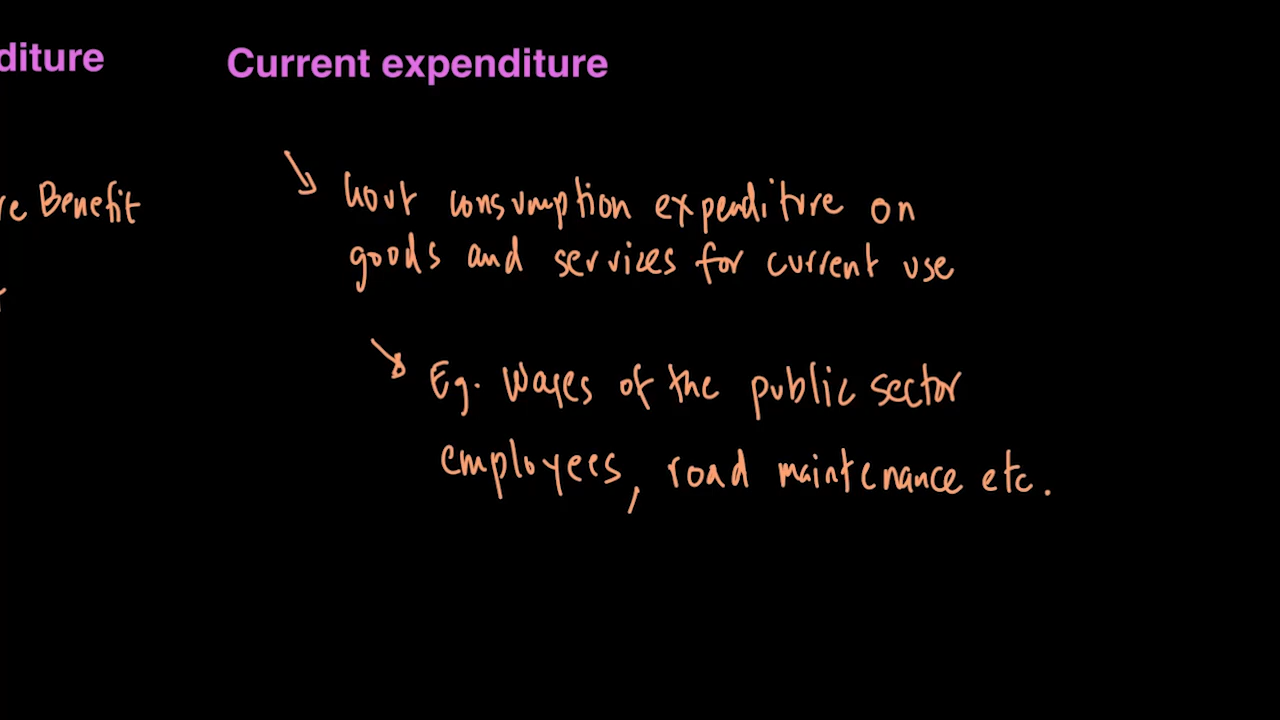 diture
Current expenditure
re Benefit
Govt consumption expenditure on
goods and services for current use
Eg. Wages of the public sector
employees, road maintenance etc.